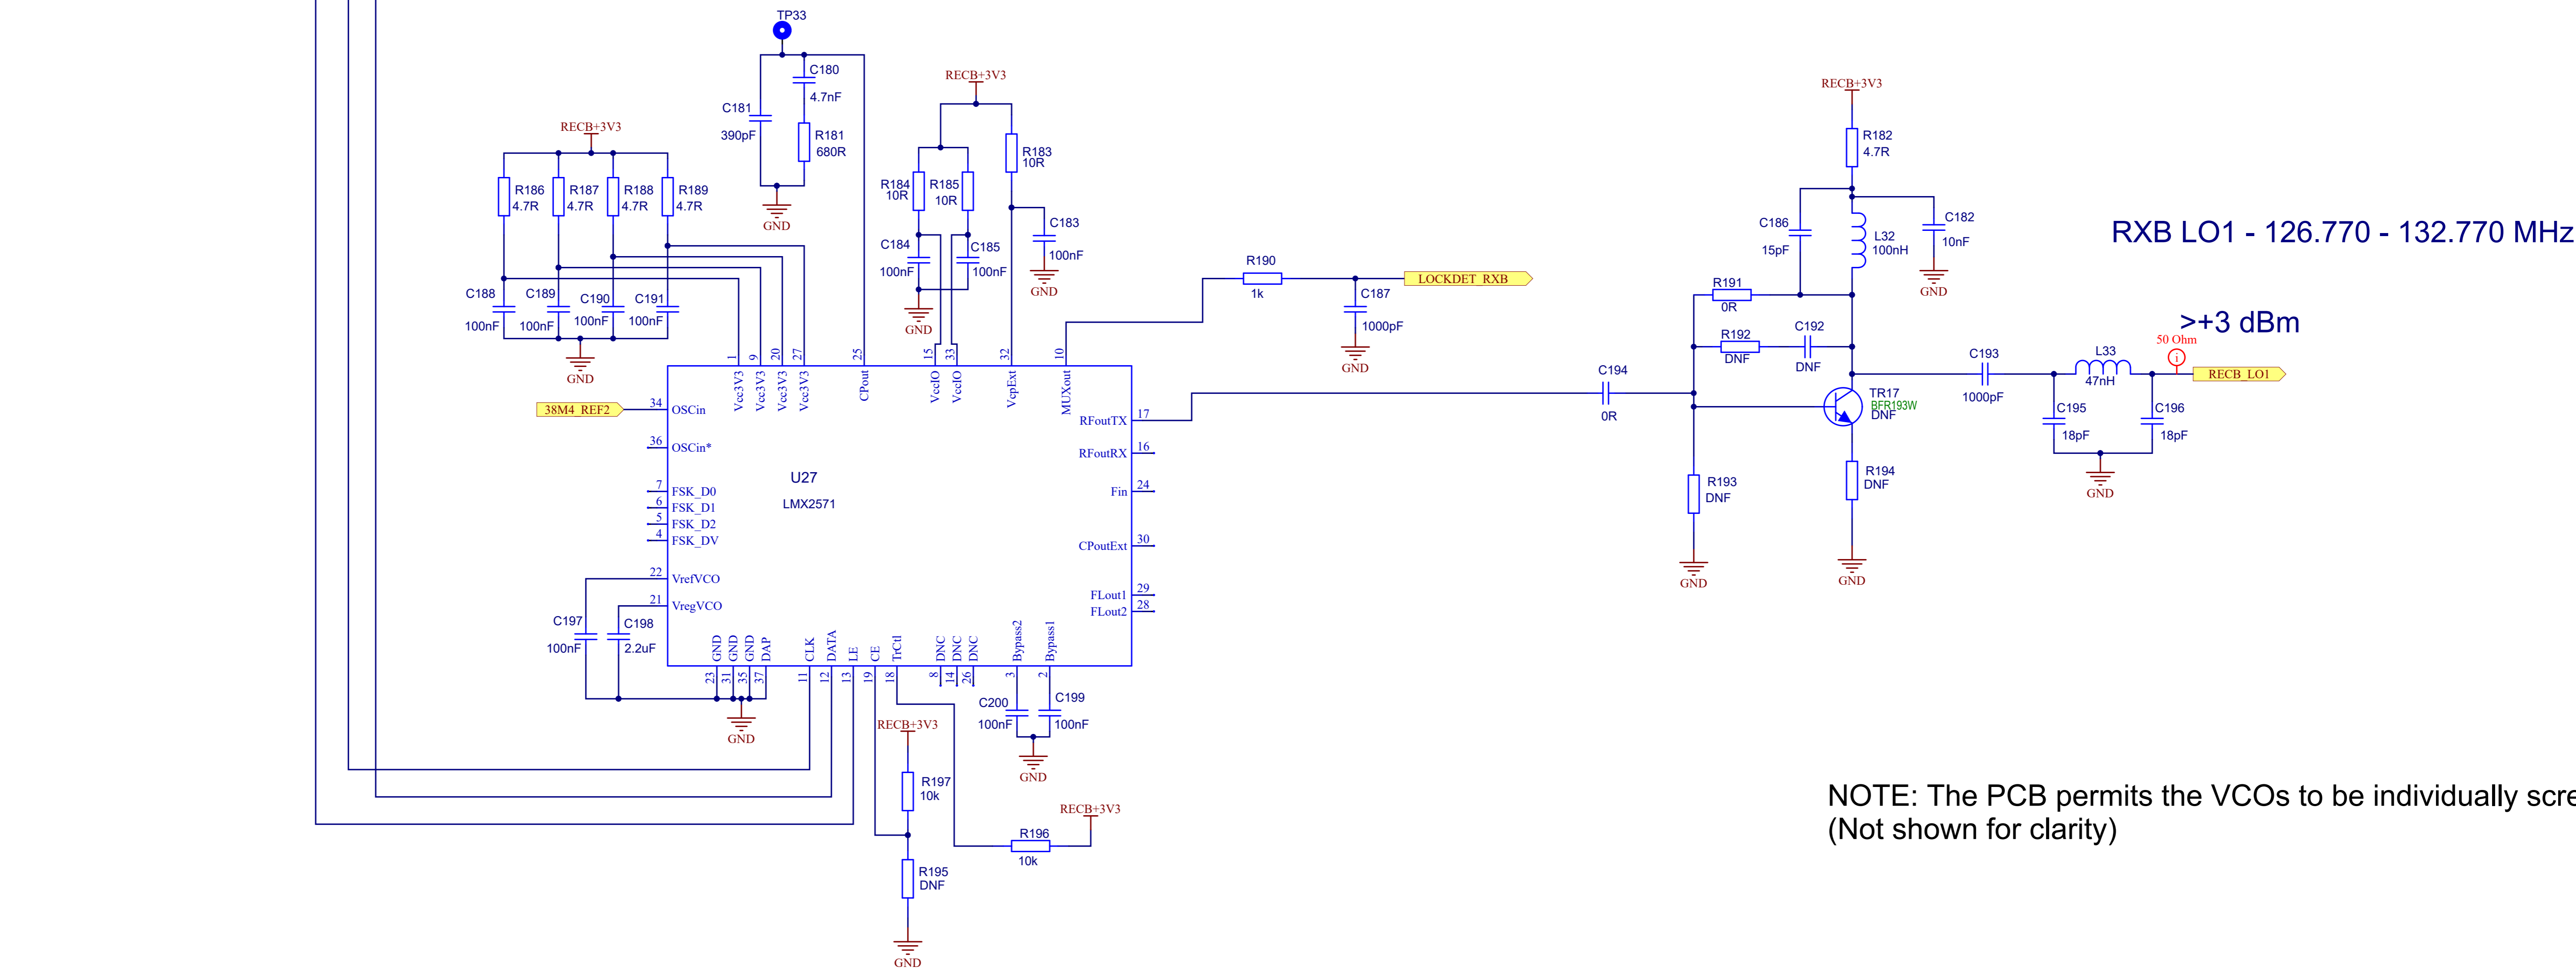 TP33
C180
4.7nF
C181
390pF
R181
680R
GND
RECB+3V3
R186
4.7R
R187
4.7R
R188
4.7R
R189
4.7R
C188
100nF
C189
100nF
C190
100nF
C191
100nF
GND
RECB+3V3
R183
10R
R184
10R
R185
10R
C183
100nF
GND
C184
100nF
C185
100nF
GND
R190
1k
LOCKDET_RXB
C187
1000pF
GND
RECB+3V3
R182
4.7R
C186
15pF
L32
100nH
C182
10nF
GND
RXB LO1 - 126.770 - 132.770 MHz
R191
0R
R192
DNF
C192
DNF
>+3 dBm
50 Ohm
i
C193
1000pF
L33
47nH
RECB_LO1
C194
0R
TR17
BFR193W
DNF
C195
18pF
C196
18pF
GND
R193
DNF
GND
R194
DNF
GND
1
9
20
27
25
15
33
32
10
Vcc3V3
Vcc3V3
Vcc3V3
Vcc3V3
CPout
VccIO
VccIO
VcpExt
MUXout
38M4_REF2
34
OSCin
36
OSCin*
7
FSK_D0
6
FSK_D1
5
FSK_D2
4
FSK_DV
22
VrefVCO
21
VregVCO
U27
LMX2571
RFoutTX
17
RFoutRX
16
Fin
24
CPoutExt
30
FLout1
29
FLout2
28
C197
100nF
C198
2.2uF
GND
GND
GND
DAP
CLK
DATA
LE
CE
TrCtl
DNC
DNC
DNC
Bypass2
Bypass1
23
31
35
37
11
12
13
19
18
8
14
26
3
2
GND
C200
100nF
C199
100nF
GND
RECB+3V3
R197
10k
R195
DNF
GND
RECB+3V3
R196
10k
NOTE: The PCB permits the VCOs to be individually scre
(Not shown for clarity)